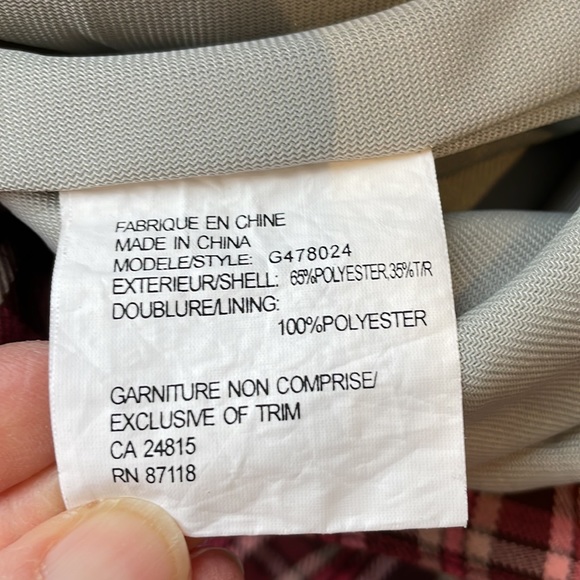 FABRIQUE EN CHINE
MADE IN CHINA
MODELE/STYLE: G478024
EXTERIEUR/SHELL: 65%POLYESTER,35%T/R
DOUBLURE/LINING:
100%POLYESTER
GARNITURE NON COMPRISE/
EXCLUSIVE OF TRIM
CA 24815
RN 87118